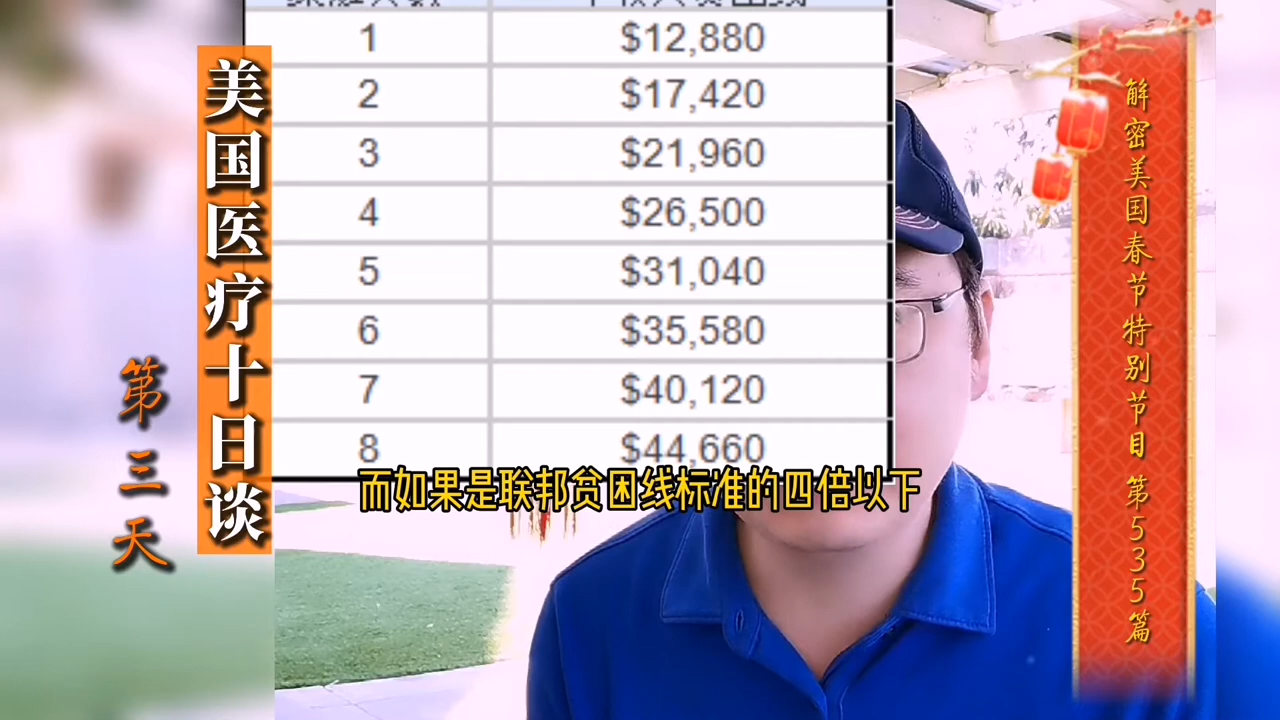 美国医疗十日谈
第三天
1 $12,880
2 $17,420
3 $21,960
4 $26,500
5 $31,040
6 $35,580
7 $40,120
8 $44,660
而如果是联邦贫困线标准的四倍以下
解密美国春节特别节目 第535篇